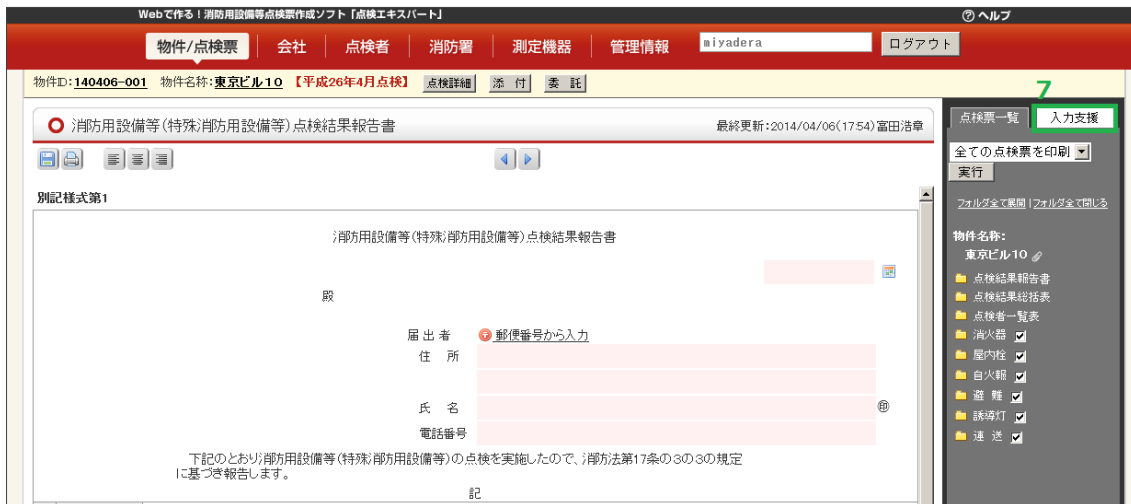 Webで作る！消防用設備等点検票作成ソフト「点検エキスパート」
ヘルプ
物件/点検票 会社 点検者 消防署 測定機器 管理情報 miyadera ログアウト
物件ID:140406-001 物件名称:東京ビル10 【平成26年4月点検】 点検詳細 添 付 委 託
7
点検票一覧 入力支援
消防用設備等(特殊消防用設備等)点検結果報告書
最終更新:2014/04/06(17:54)富田浩章
全ての点検票を印刷
実行
フォルダ全て展開|フォルダ全て閉じる
別記様式第1
消防用設備等(特殊消防用設備等)点検結果報告書
殿
届 出 者 郵便番号から入力
住 所
氏 名
㊞
電話番号
下記のとおり消防用設備等(特殊消防用設備等)の点検を実施したので、消防法第17条の3の3の規定
に基づき報告します。
記
物件名称:
東京ビル10
点検結果報告書
点検結果総括表
点検者一覧表
消火器
屋内栓
自火報
避 難
誘導灯
連 送